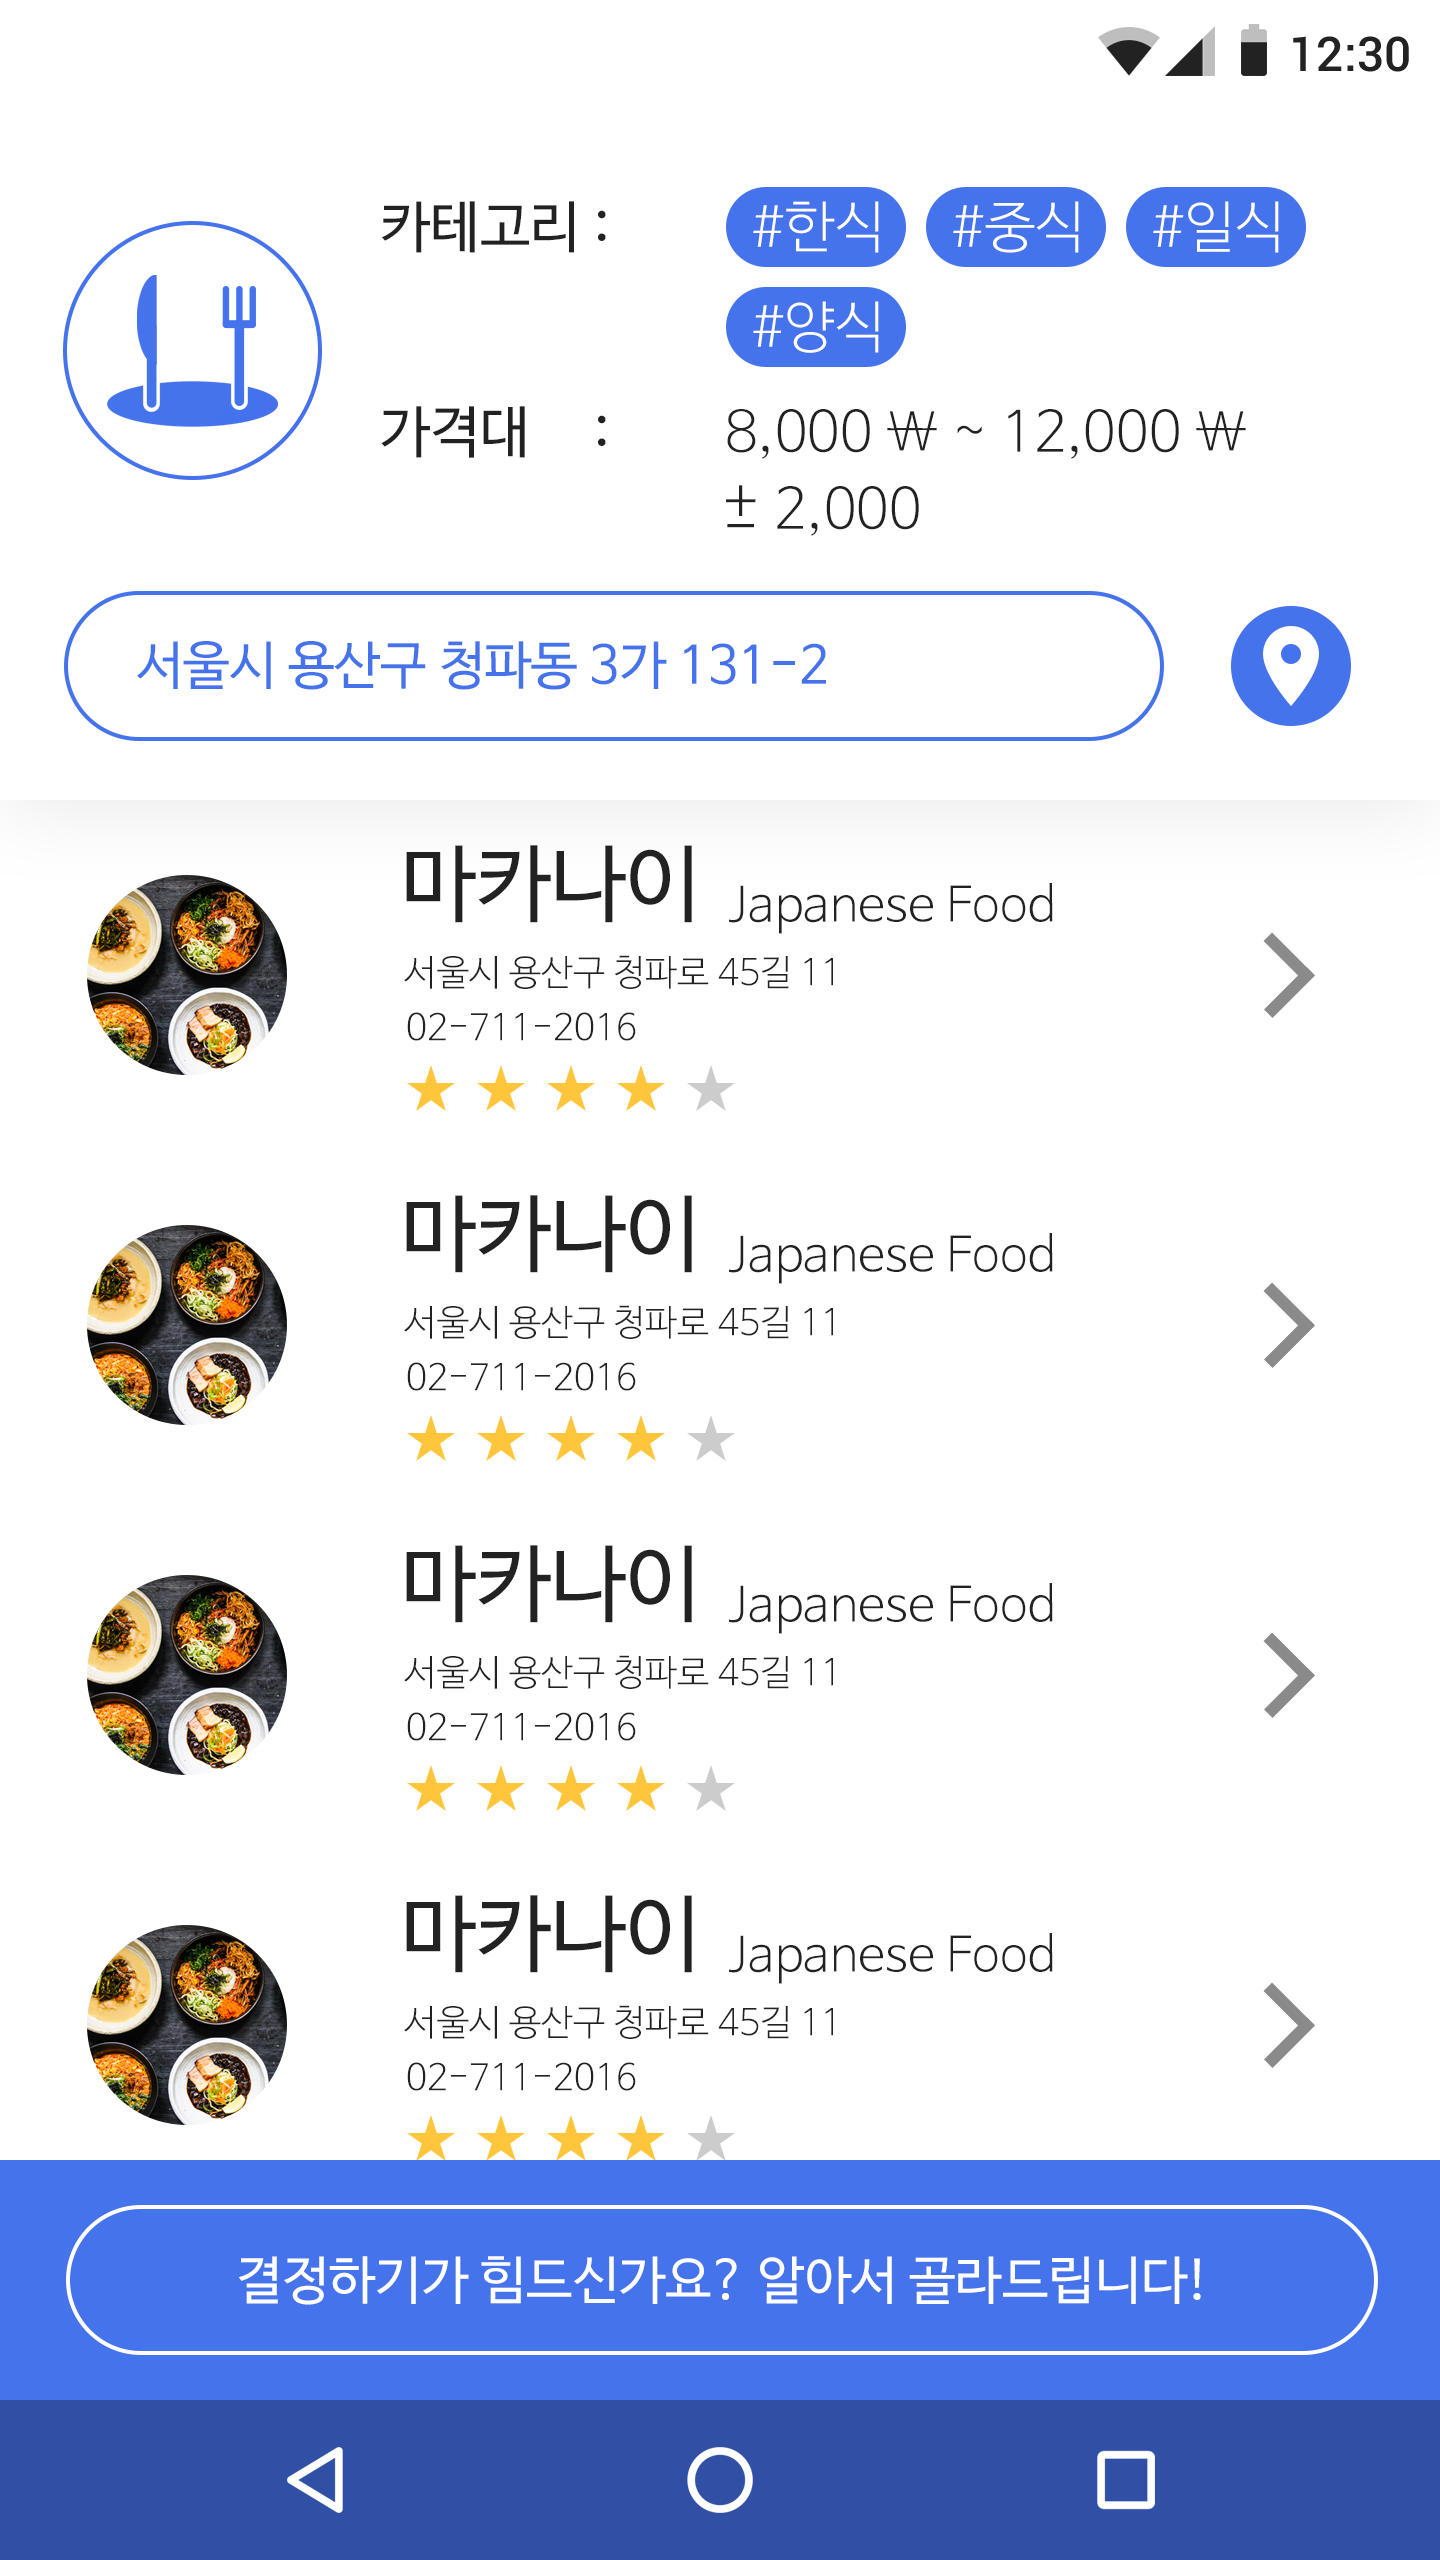 12:30
카테고리 : #한식 #중식 #일식
#양식
가격대 : 8,000 ₩ ~ 12,000 ₩
± 2,000
서울시 용산구 청파동 3가 131-2
마카나이 Japanese Food
서울시 용산구 청파로 45길 11
02-711-2016
마카나이 Japanese Food
서울시 용산구 청파로 45길 11
02-711-2016
마카나이 Japanese Food
서울시 용산구 청파로 45길 11
02-711-2016
마카나이 Japanese Food
서울시 용산구 청파로 45길 11
02-711-2016
결정하기가 힘드신가요? 알아서 골라드립니다!